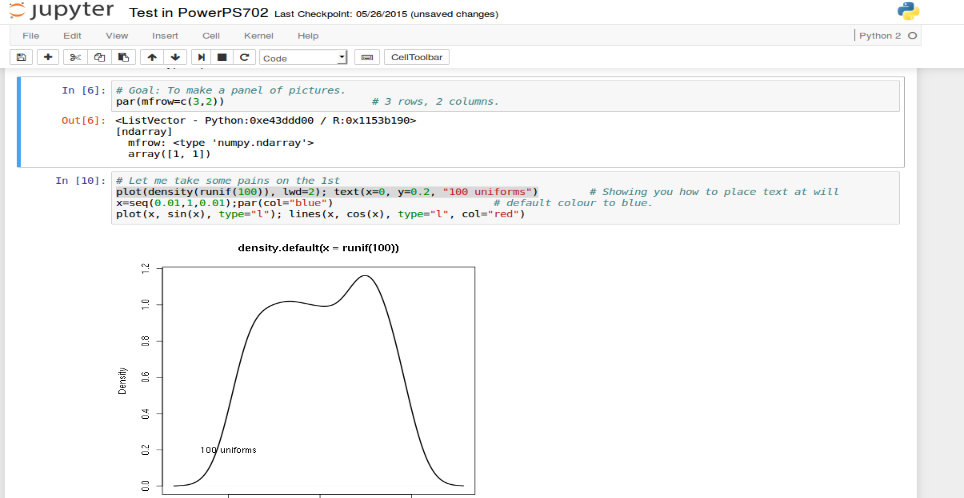 jupyter Test in PowerPS702 Last Checkpoint: 05/26/2015 (unsaved changes)
File Edit View Insert Cell Kernel Help Python 2
Code CellToolbar
In [6]: # Goal: To make a panel of pictures.
par(mfrow=c(3,2)) # 3 rows, 2 columns.
Out[6]: <ListVector - Python:0xe43ddd00 / R:0x1153b190>
[ndarray]
mfrow: <type 'numpy.ndarray'>
array([1, 1])
In [10]: # Let me take some pains on the 1st
plot(density(runif(100)), lwd=2); text(x=0, y=0.2, "100 uniforms") # Showing you how to place text at will
x=seq(0.01,1,0.01);par(col="blue") # default colour to blue.
plot(x, sin(x), type="l"); lines(x, cos(x), type="l", col="red")
density.default(x = runif(100))
1.2
1.0
0.8
Density
0.6
0.4
0.2
100 uniforms
0.0